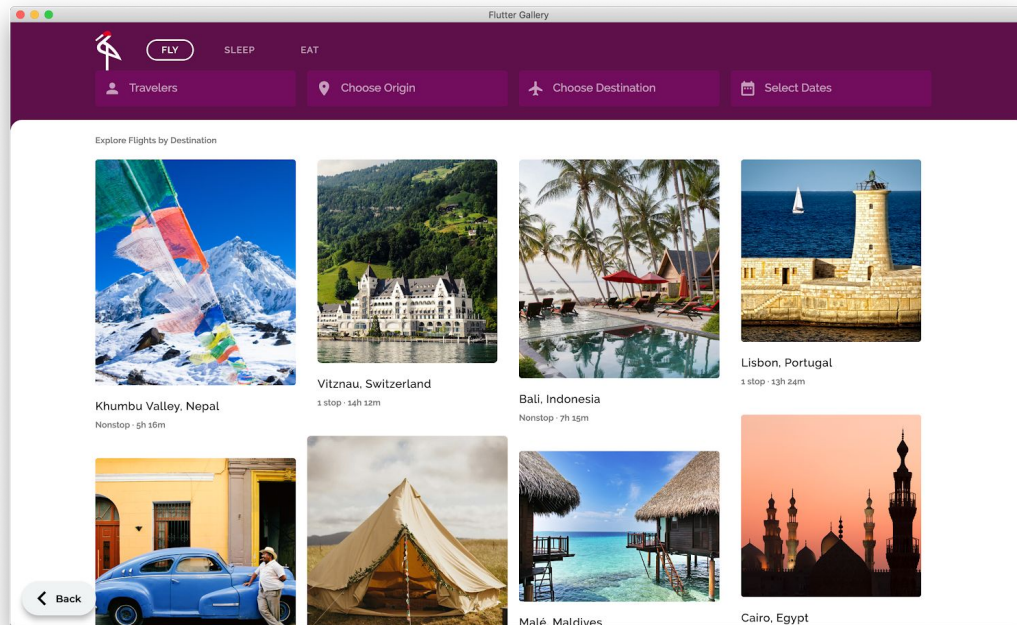 Flutter Gallery
FLY
SLEEP
EAT
Travelers
Choose Origin
Choose Destination
Select Dates
Explore Flights by Destination
Khumbu Valley, Nepal
Nonstop · 5h 16m
Vitznau, Switzerland
1 stop · 14h 12m
Bali, Indonesia
Nonstop · 7h 15m
Lisbon, Portugal
1 stop · 13h 24m
Malé, Maldives
Cairo, Egypt
Back